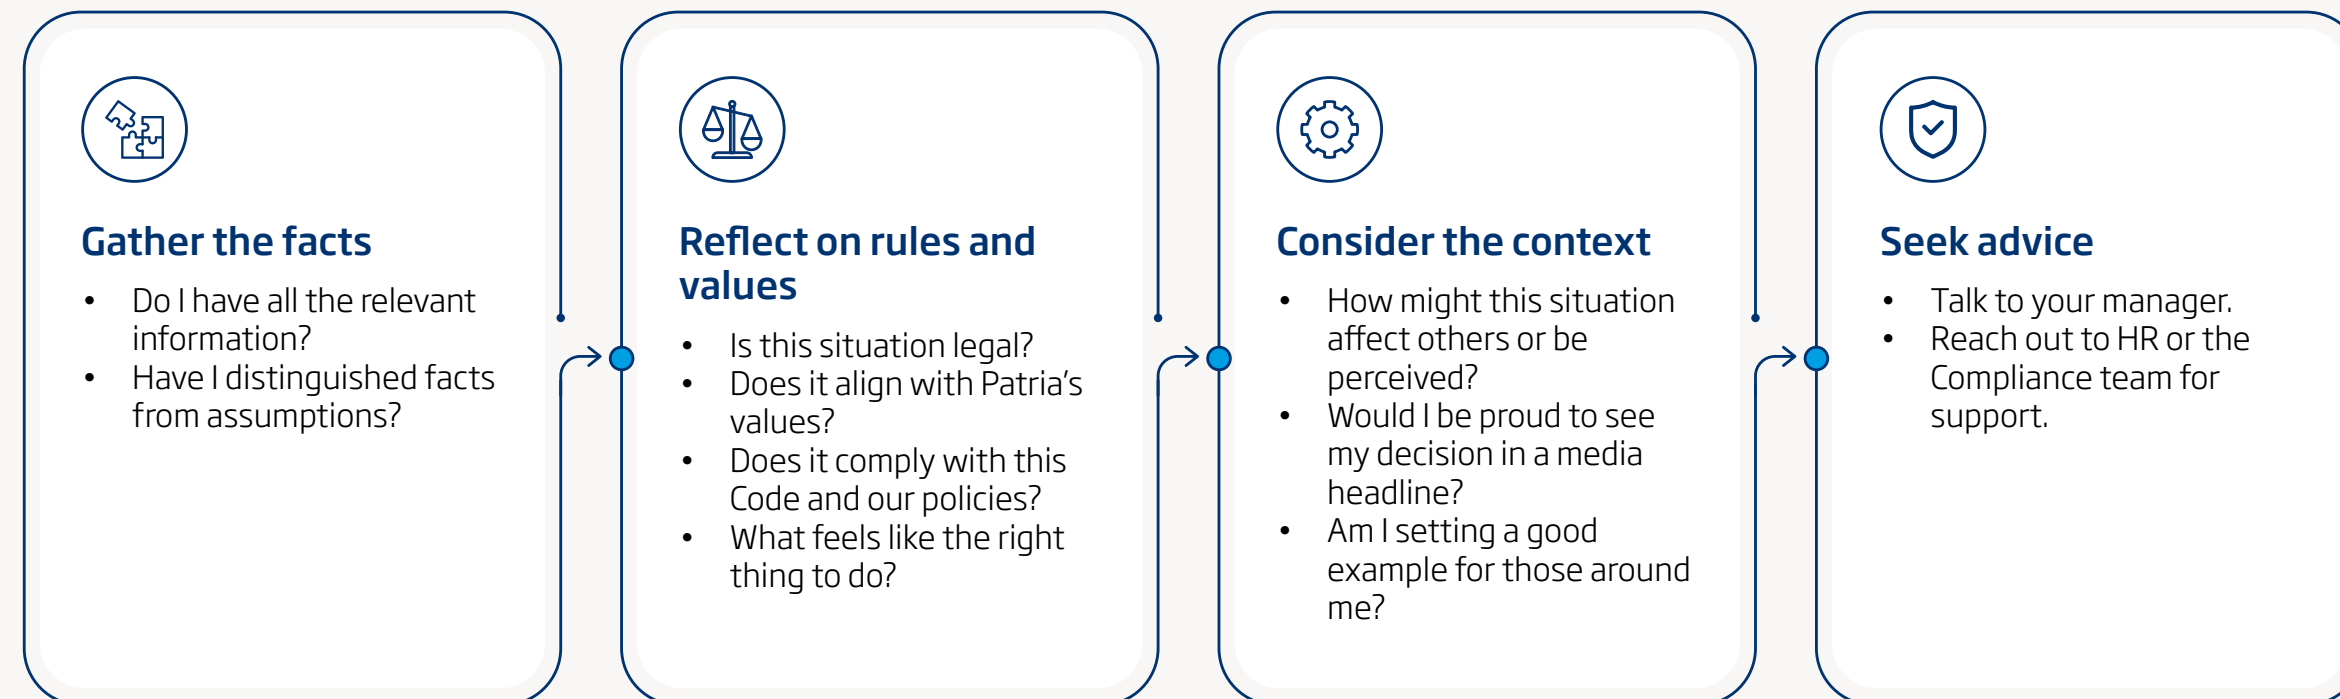 Gather the facts
• Do I have all the relevant
information?
• Have I distinguished facts
from assumptions?
Reflect on rules and
values
• Is this situation legal?
• Does it align with Patria's
values?
• Does it comply with this
Code and our policies?
• What feels like the right
thing to do?
Consider the context
• How might this situation
affect others or be
perceived?
• Would I be proud to see
my decision in a media
headline?
• Am I setting a good
example for those around
me?
Seek advice
• Talk to your manager.
• Reach out to HR or the
Compliance team for
support.